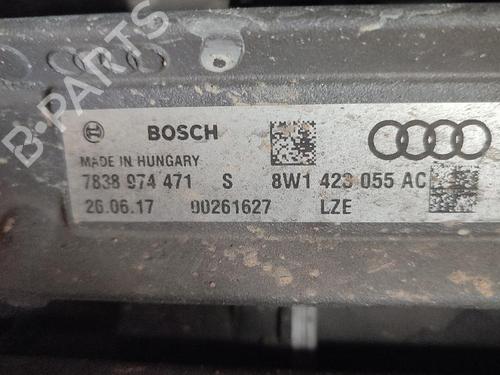 B-PARTS
BOSCH
MADE IN HUNGARY
7838 974 471 S 8W1 423 055 AC
26.06.17 00261627 LZE